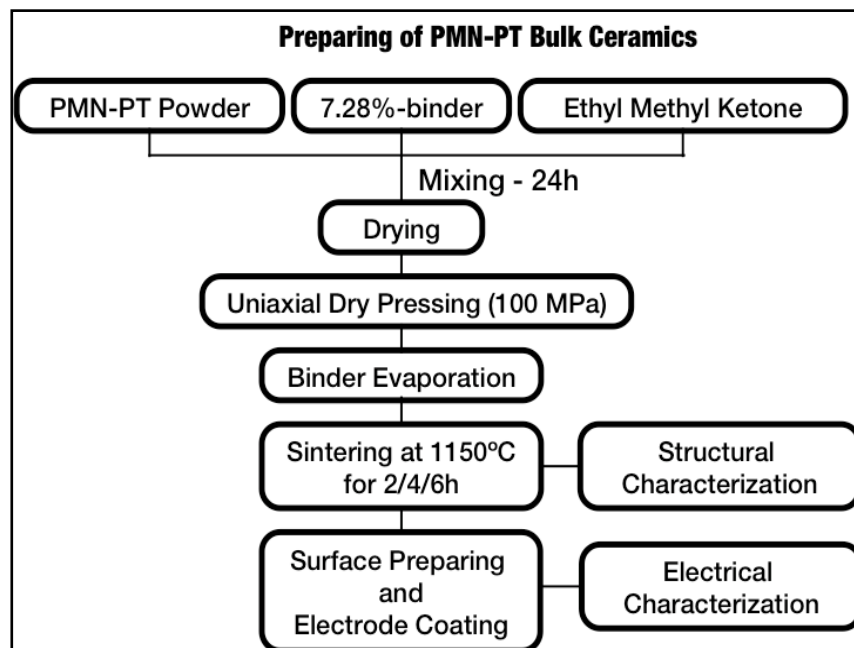 Preparing of PMN-PT Bulk Ceramics
PMN-PT Powder
7.28%-binder
Ethyl Methyl Ketone
Mixing - 24h
Drying
Uniaxial Dry Pressing (100 MPa)
Binder Evaporation
Sintering at 1150ºC
for 2/4/6h
Structural
Characterization
Surface Preparing
and
Electrode Coating
Electrical
Characterization